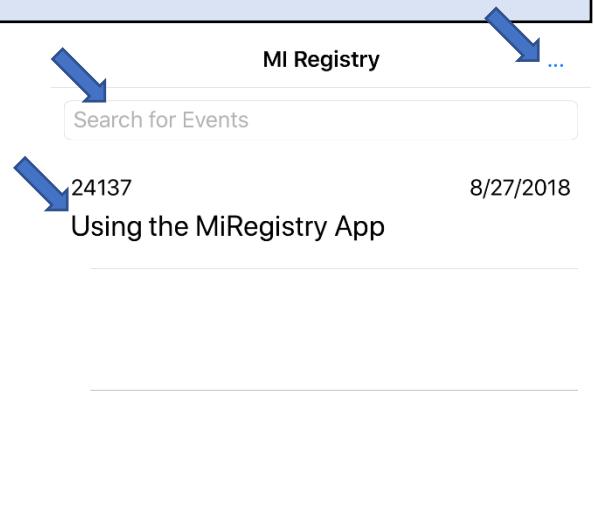 MI Registry ...
Search for Events
24137 8/27/2018
Using the MiRegistry App